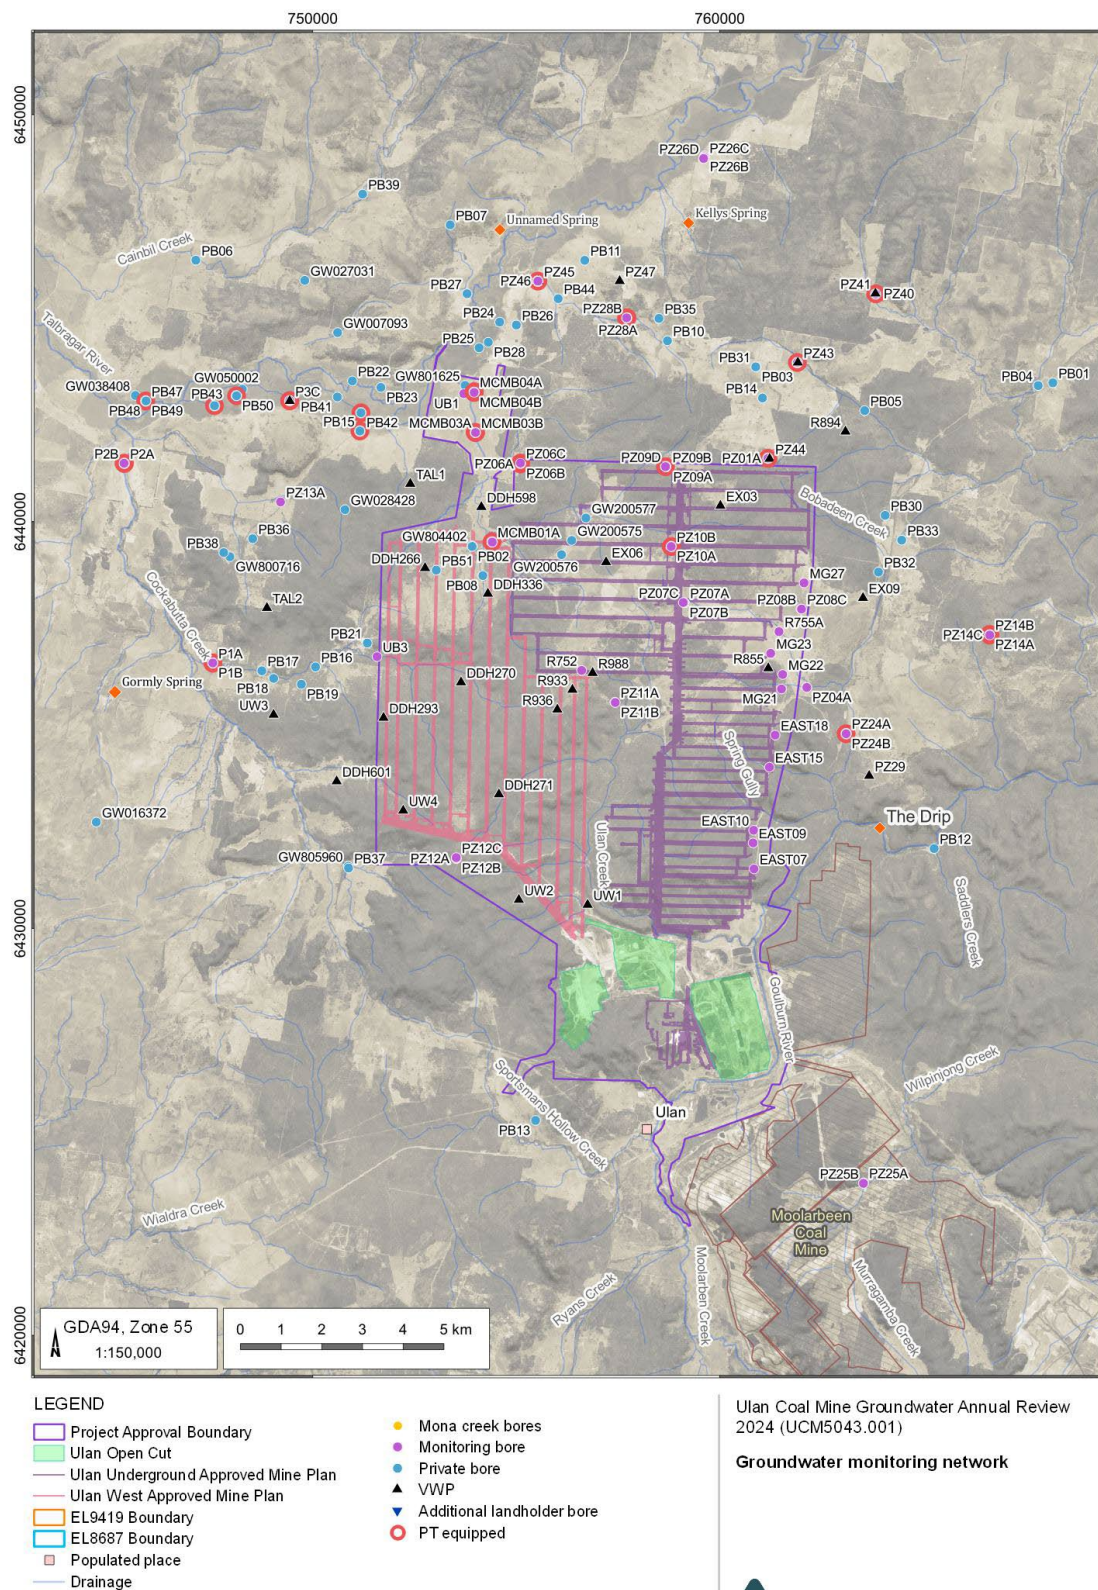 750000
760000
6450000
6440000
6430000
6420000
PZ26D
PZ26C
PZ26B
PB39
PB07
Unnamed Spring
Kellys Spring
Cainbil Creek
PB06
GW027031
PB11
PZ45
PZ46
PZ47
PB27
PB44
PZ41
PZ40
Talbragar River
GW007093
PB24
PB26
PZ28B
PZ28A
PB35
PB10
PB25
PB28
PZ43
GW038408
PB47
GW050002
PB22
GW801625
MCMB04A
PB31
PB03
PB04
PB01
PB48
PB49
PB43
PB50
P3C
PB41
PB23
UB1
MCMB04B
PB14
PB05
PB15
PB42
MCMB03A
MCMB03B
R894
P2B
P2A
PZ06C
PZ06A
PZ06B
PZ09D
PZ09B
PZ09A
PZ01A
PZ44
TAL1
PZ13A
GW028428
DDH598
EX03
Bobadeen Creek
PB30
GW200577
PB36
GW804402
MCMB01A
GW200575
PZ10B
PZ10A
PB33
PB38
GW800716
DDH266
PB51
PB02
GW200576
EX06
PB32
PB08
DDH336
MG27
EX09
TAL2
PZ07C
PZ07A
PZ07B
PZ08B
PZ08C
Cockabutta Creek
PB21
R755A
PZ14B
PZ14C
PZ14A
P1A
P1B
UB3
MG23
PB17
PB16
R752
R988
R855
MG22
Gormly Spring
PB18
PB19
DDH270
R933
MG21
PZ04A
UW3
R936
PZ11A
PZ11B
DDH293
EAST18
PZ24A
PZ24B
Spring Gully
EAST15
PZ29
DDH601
DDH271
UW4
GW016372
EAST10
EAST09
The Drip
Ulan Creek
PB12
GW805960
PB37
PZ12A
PZ12C
PZ12B
EAST07
UW2
UW1
Saddlers Creek
Goulburn River
Wilpinjong Creek
Sportsmans Hollow Creek
Ulan
PB13
PZ25B
PZ25A
Wialdra Creek
Moolarbeen
Coal
Mine
Moolarben Creek
Murragamba Creek
Ryans Creek
N
GDA94, Zone 55
1:150,000
0 1 2 3 4 5 km
LEGEND
Project Approval Boundary
Ulan Open Cut
Ulan Underground Approved Mine Plan
Ulan West Approved Mine Plan
EL9419 Boundary
EL8687 Boundary
Populated place
Drainage
Mona creek bores
Monitoring bore
Private bore
VWP
Additional landholder bore
PT equipped
Ulan Coal Mine Groundwater Annual Review
2024 (UCM5043.001)
Groundwater monitoring network